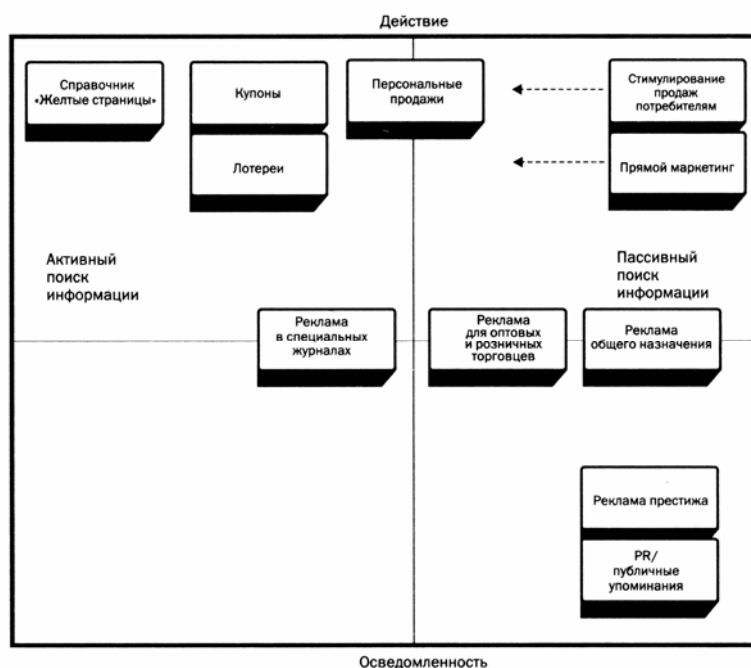 Действие
Справочник
«Желтые страницы»
Купоны
Персональные
продажи
Стимулирование
продаж
потребителям
Лотереи
Прямой маркетинг
Активный
поиск
информации
Пассивный
поиск
информации
Реклама
в специальных
журналах
Реклама
для оптовых
и розничных
торговцев
Реклама
общего назначения
Реклама престижа
PR/
публичные
упоминания
Осведомленность